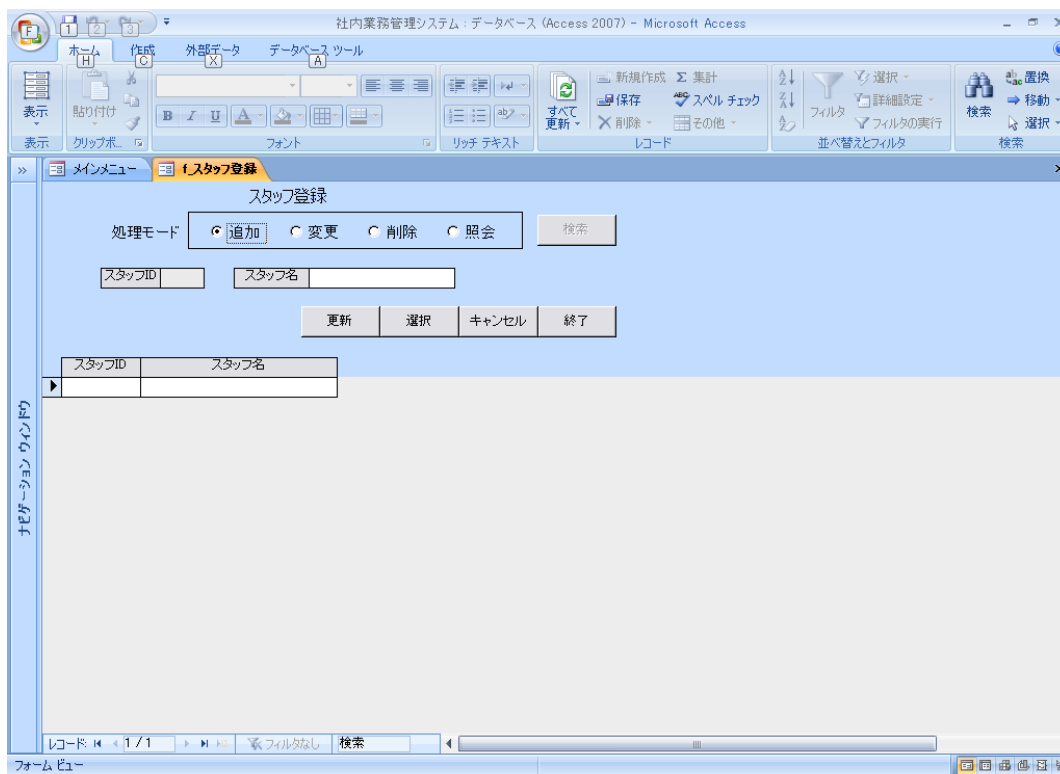 社内業務管理システム : データベース (Access 2007) - Microsoft Access
F 1 2 3
ホーム 作成 外部データ データベース ツール
H C X A
表示 貼り付け B I U すべて更新 新規作成 Σ 集計 保存 スペル チェック 削除 その他 フィルタ 選択 詳細設定 フィルタの実行 検索 置換 移動 選択
表示 クリップボ... フォント リッチ テキスト レコード 並べ替えとフィルタ 検索
メインメニュー f_スタッフ登録
スタッフ登録
処理モード 追加 変更 削除 照会 検索
スタッフID スタッフ名
更新 選択 キャンセル 終了
スタッフID スタッフ名
ナビゲーション ウィンドウ
レコード: 1 / 1 フィルタなし 検索
フォーム ビュー